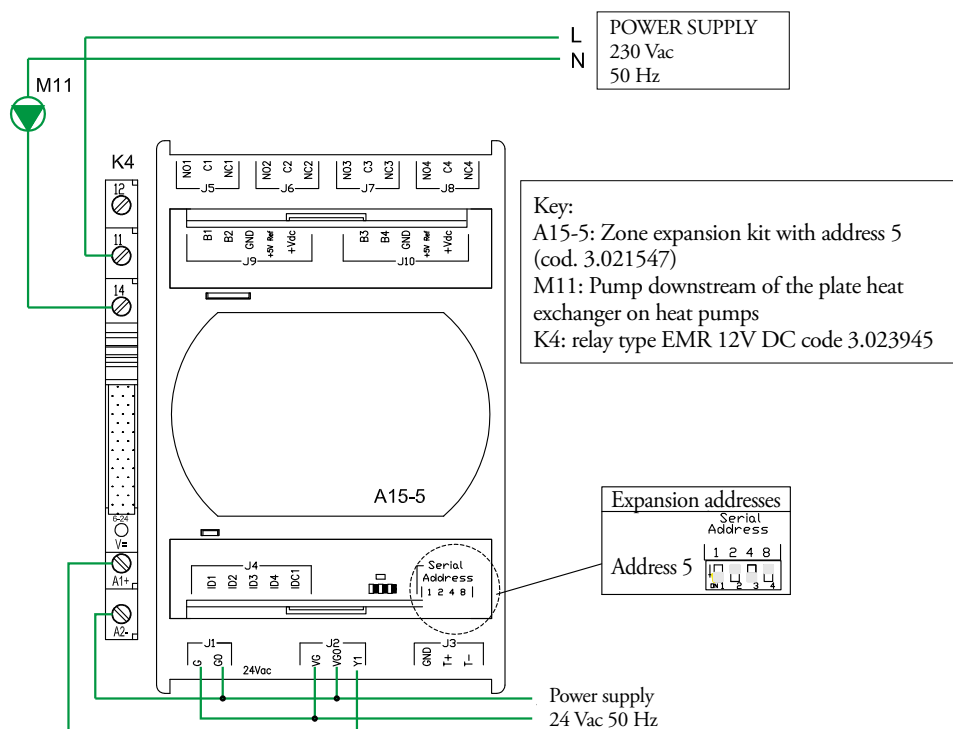 L
N
POWER SUPPLY
230 Vac
50 Hz
M11
K4
NO1 C1 NC1
NO2 C2 NC2
NO3 C3 NC3
NO4 C4 NC4
J5 J6 J7 J8
12
11
14
B1 B2 GND +5V Ref +Vdc
B3 B4 GND +5V Ref +Vdc
J9 J10
Key:
A15-5: Zone expansion kit with address 5
(cod. 3.021547)
M11: Pump downstream of the plate heat
exchanger on heat pumps
K4: relay type EMR 12V DC code 3.023945
A15-5
Expansion addresses
Serial
Address
1 2 4 8
Address 5
ON 1 2 3 4
6-24
V=
A1+
A2-
J4
ID1 ID2 ID3 ID4 IDC1
Serial
Address
1 2 4 8
J1 J2 J3
G G0
24Vac
VG VG0 Y1
GND T+ T-
Power supply
24 Vac 50 Hz